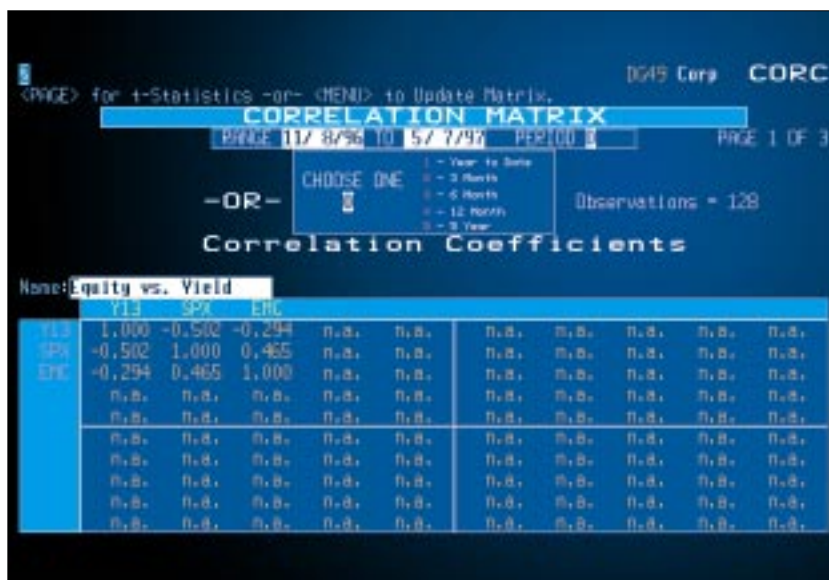 DG49 Corp CORC
<PAGE> for t-Statistics -or- <MENU> to Update Matrix.
CORRELATION MATRIX
RANGE 11/ 8/96 TO 5/ 7/97 PERIOD D PAGE 1 OF 3
CHOOSE ONE
0
1 - Year to Date
2 - 3 Month
3 - 6 Month
4 - 12 Month
5 - 5 Year
-OR- Observations = 128
Correlation Coefficients
Name: Equity vs. Yield
Y13 SPX EMC
Y13 1.000 -0.502 -0.294 n.a. n.a. n.a. n.a. n.a. n.a. n.a.
SPX -0.502 1.000 0.465 n.a. n.a. n.a. n.a. n.a. n.a. n.a.
EMC -0.294 0.465 1.000 n.a. n.a. n.a. n.a. n.a. n.a. n.a.
n.a. n.a. n.a. n.a. n.a. n.a. n.a. n.a. n.a. n.a.
n.a. n.a. n.a. n.a. n.a. n.a. n.a. n.a. n.a. n.a.
n.a. n.a. n.a. n.a. n.a. n.a. n.a. n.a. n.a. n.a.
n.a. n.a. n.a. n.a. n.a. n.a. n.a. n.a. n.a. n.a.
n.a. n.a. n.a. n.a. n.a. n.a. n.a. n.a. n.a. n.a.
n.a. n.a. n.a. n.a. n.a. n.a. n.a. n.a. n.a. n.a.
n.a. n.a. n.a. n.a. n.a. n.a. n.a. n.a. n.a. n.a.